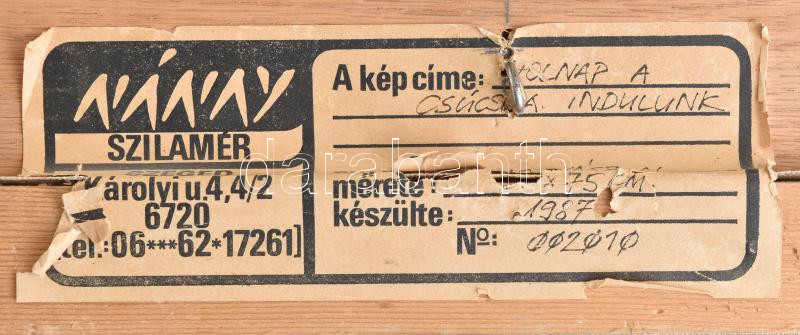 NÁNAY
SZILAMÉR
SZEGED
Károlyi u 4, 4/2
6720
tel.:06***62*17261]
A kép címe: HOLNAP A
CSÚCSRA INDULUNK
mérete: x 75 CM.
készülte: 1987
No: 002010
darabanth